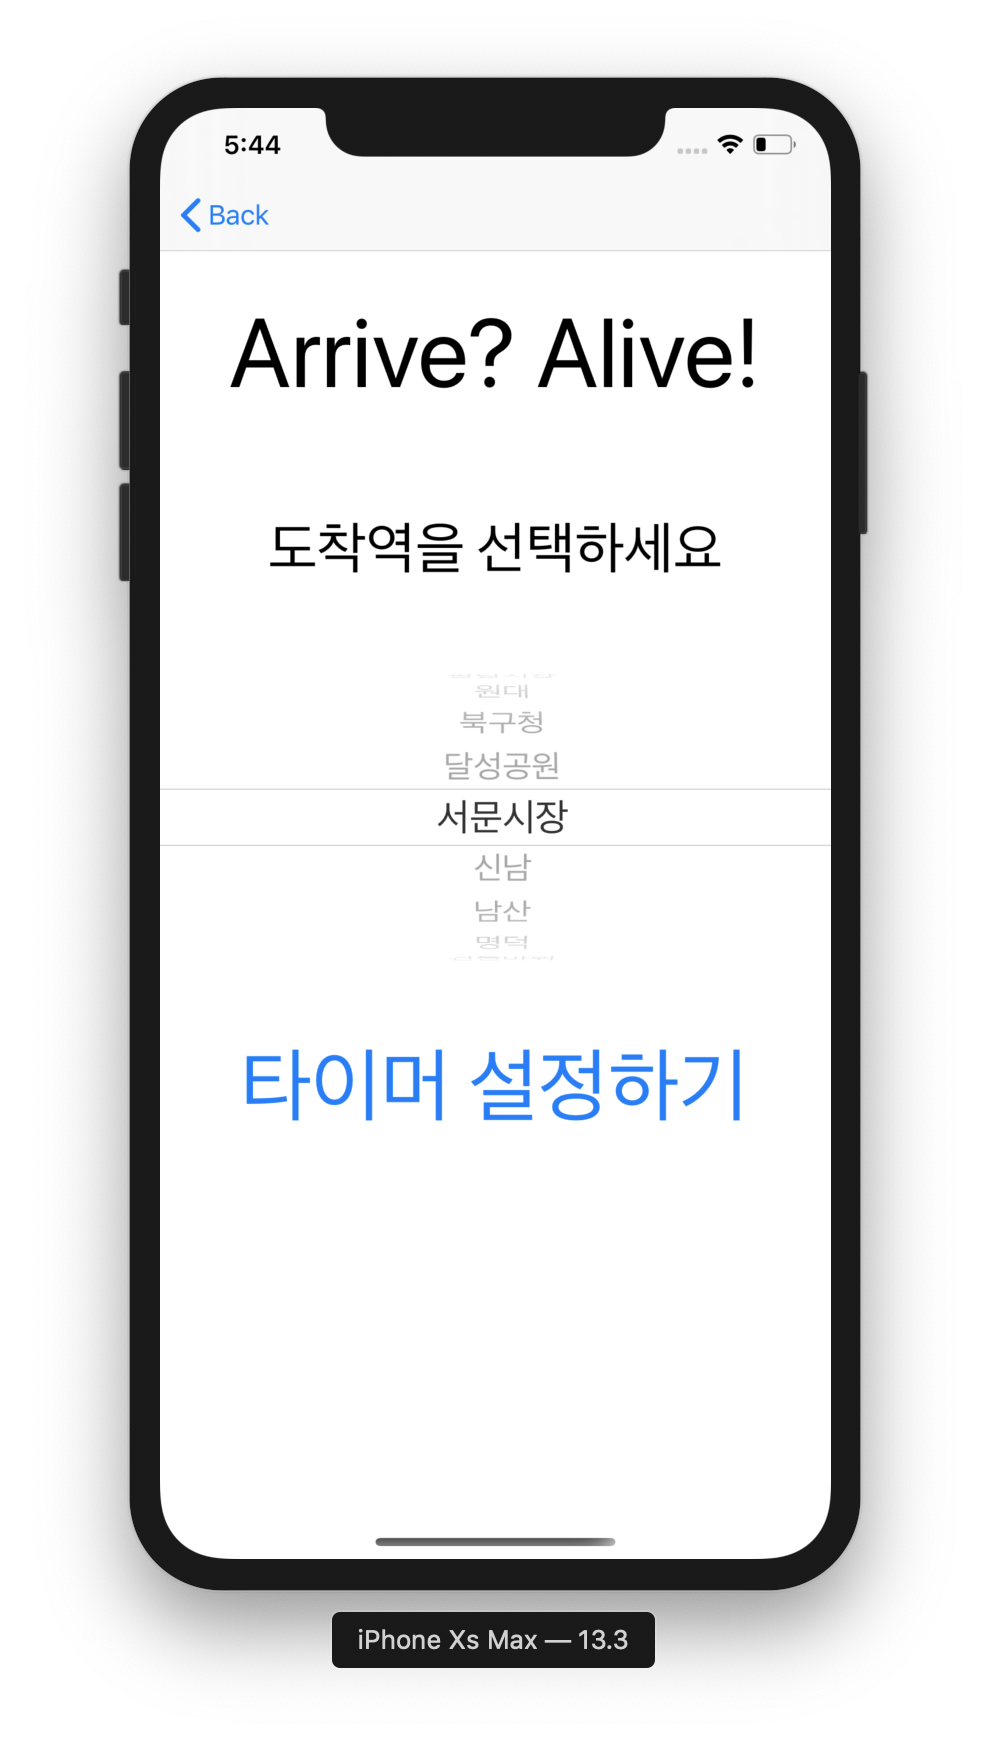 5:44
Back
Arrive? Alive!
도착역을 선택하세요
원대
북구청
달성공원
서문시장
신남
남산
명덕
타이머 설정하기
iPhone Xs Max — 13.3